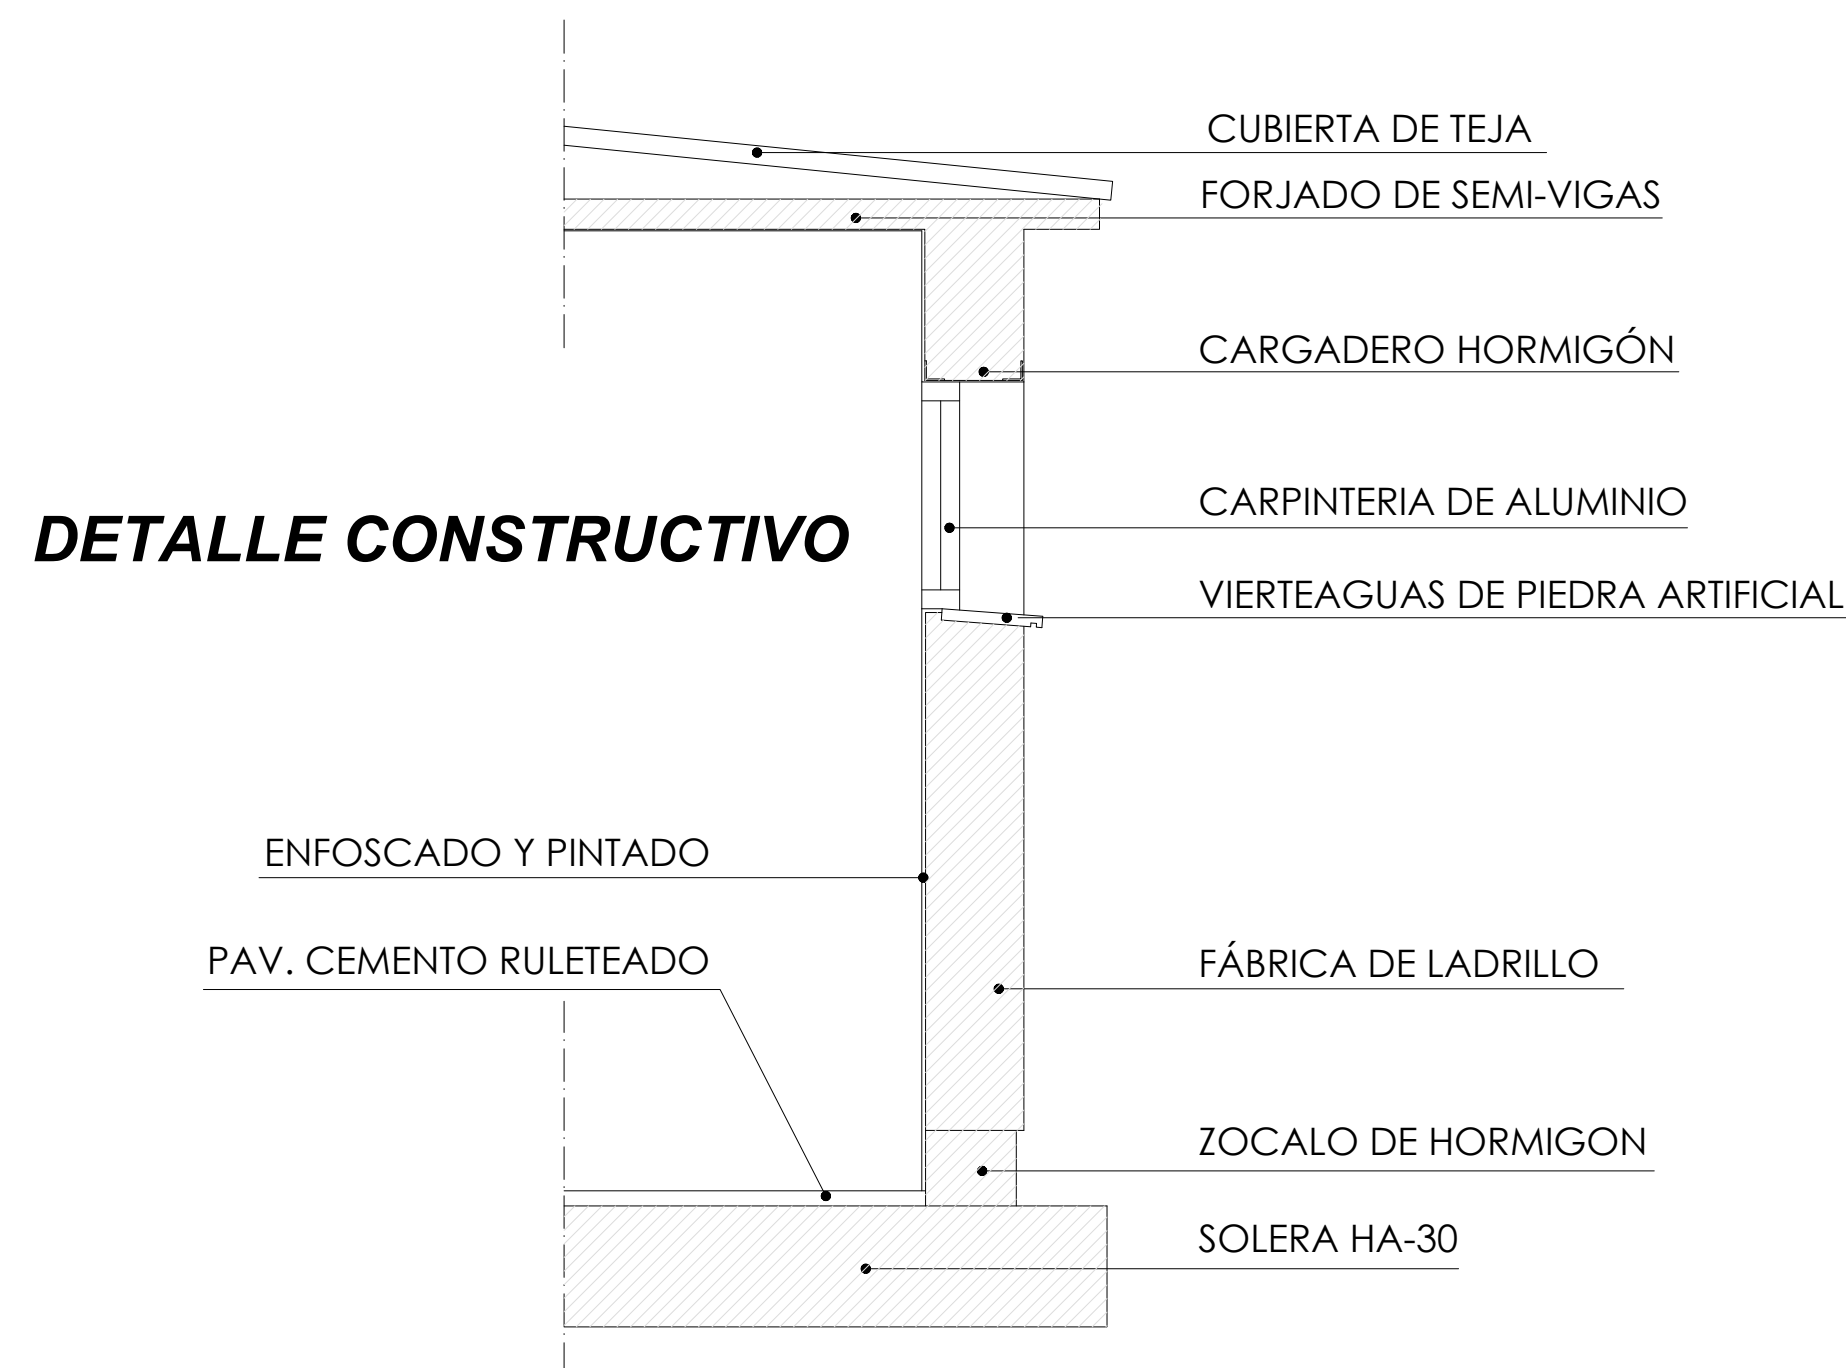 CUBIERTA DE TEJA
FORJADO DE SEMI-VIGAS
CARGADERO HORMIGÓN
CARPINTERIA DE ALUMINIO
DETALLE CONSTRUCTIVO
VIERTEAGUAS DE PIEDRA ARTIFICIAL
ENFOSCADO Y PINTADO
PAV. CEMENTO RULETEADO
FÁBRICA DE LADRILLO
ZOCALO DE HORMIGON
SOLERA HA-30